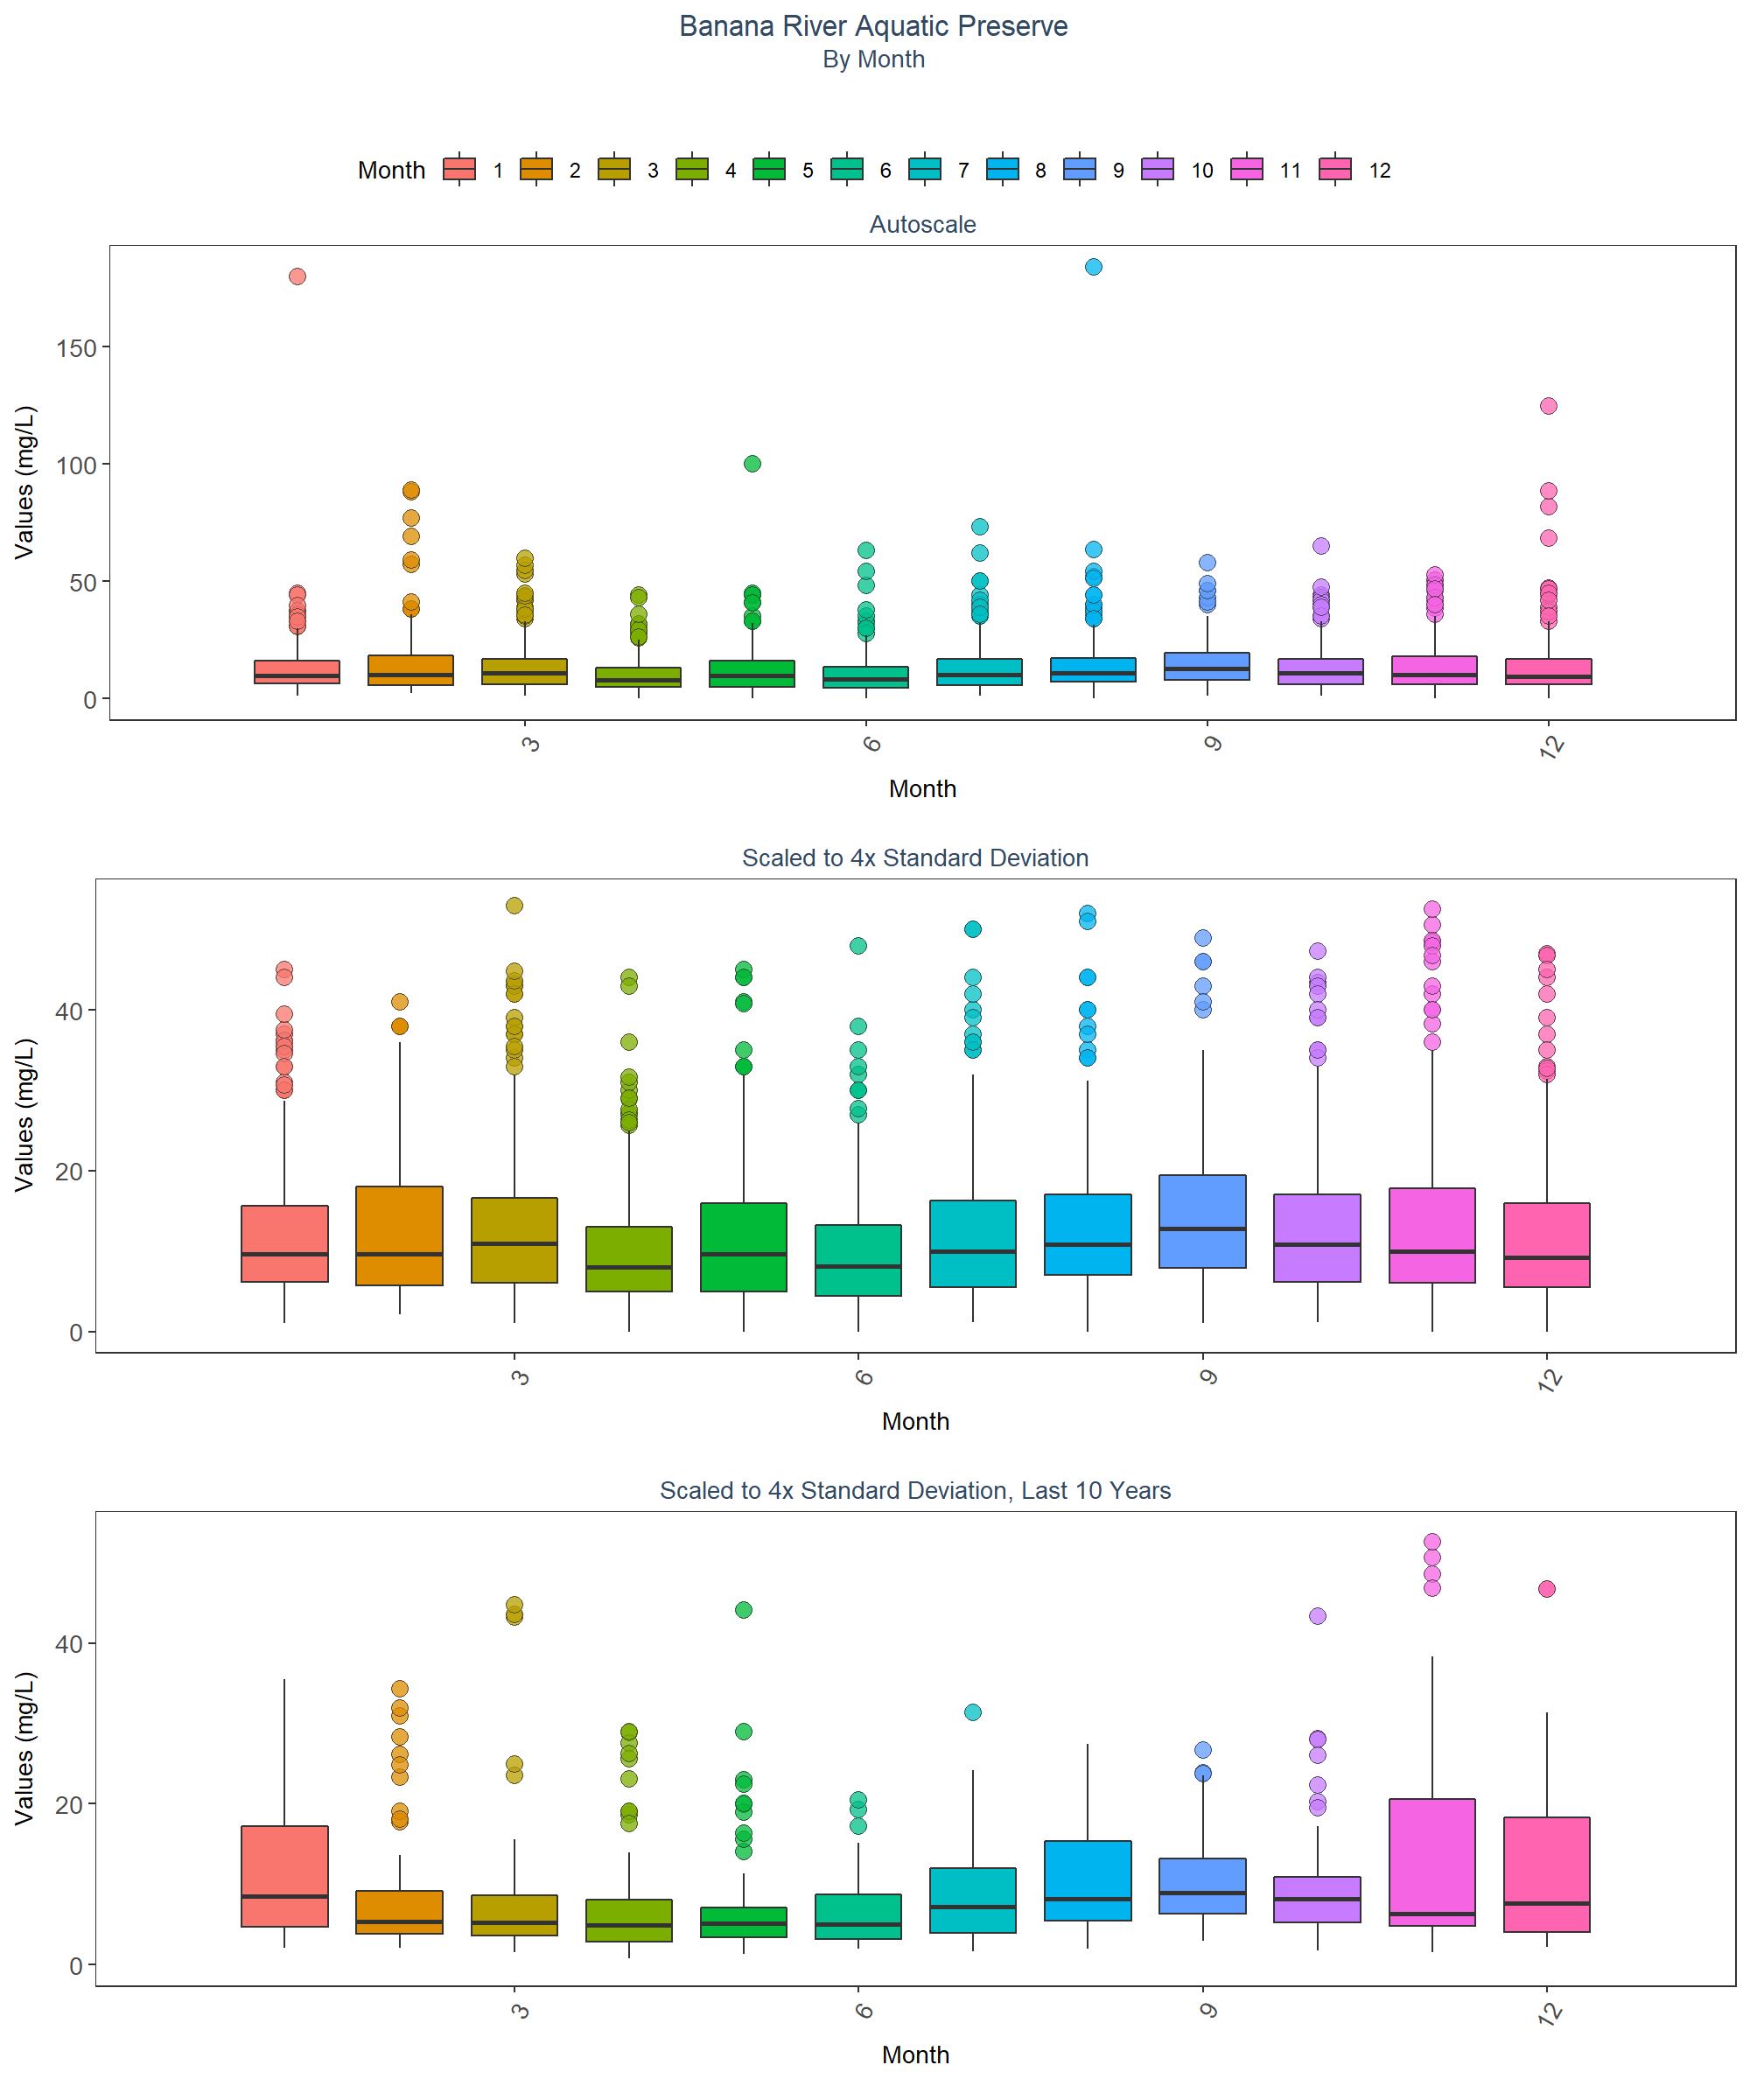 Banana River Aquatic Preserve
By Month
Month 1 2 3 4 5 6 7 8 9 10 11 12
Autoscale
Values (mg/L)
150
100
50
0
3 6 9 12
Month
Scaled to 4x Standard Deviation
Values (mg/L)
40
20
0
3 6 9 12
Month
Scaled to 4x Standard Deviation, Last 10 Years
Values (mg/L)
40
20
0
3 6 9 12
Month